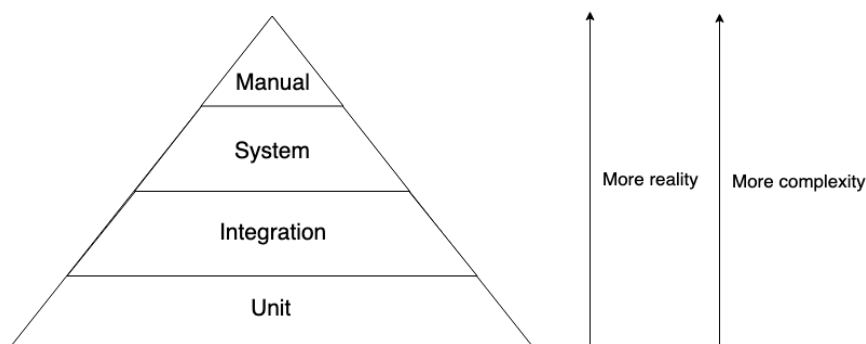 Manual
System
More reality
More complexity
Integration
Unit